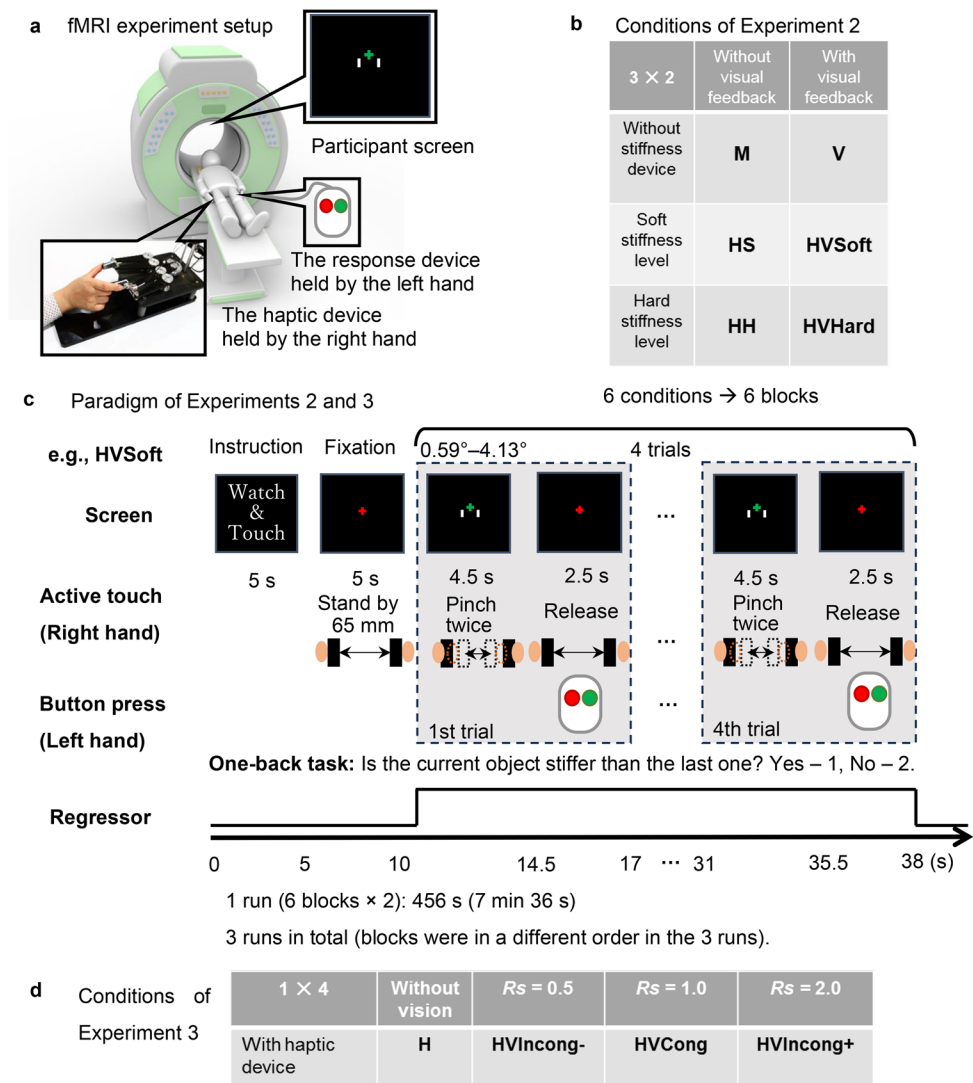 a fMRI experiment setup
Participant screen
The response device
held by the left hand
The haptic device
held by the right hand
b Conditions of Experiment 2
3 × 2
Without
visual
feedback
With
visual
feedback
Without
stiffness
device
M
V
Soft
stiffness
level
HS
HVSoft
Hard
stiffness
level
HH
HVHard
6 conditions → 6 blocks
c Paradigm of Experiments 2 and 3
e.g., HVSoft
Instruction
Fixation
0.59°–4.13°
4 trials
Screen
Watch
&
Touch
...
5 s
5 s
4.5 s
2.5 s
4.5 s
2.5 s
Active touch
(Right hand)
Stand by
65 mm
Pinch
twice
Release
...
Pinch
twice
Release
Button press
(Left hand)
...
1st trial
4th trial
One-back task: Is the current object stiffer than the last one? Yes – 1, No – 2.
Regressor
0 5 10 14.5 17 ... 31 35.5 38 (s)
1 run (6 blocks × 2): 456 s (7 min 36 s)
3 runs in total (blocks were in a different order in the 3 runs).
d Conditions of
Experiment 3
1 × 4
Without
vision
Rs = 0.5
Rs = 1.0
Rs = 2.0
With haptic
device
H
HVIncong-
HVCong
HVIncong+